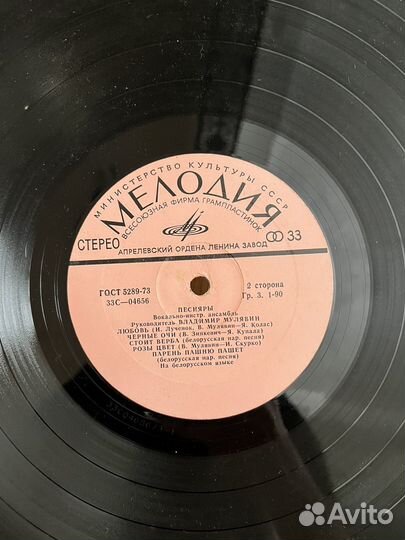 МИНИСТЕРСТВО КУЛЬТУРЫ СССР
МЕЛОДИЯ
ВСЕСОЮЗНАЯ ФИРМА ГРАМПЛАСТИНОК
СТЕРЕО
33
АПРЕЛЕВСКИЙ ОРДЕНА ЛЕНИНА ЗАВОД
ГОСТ 5289-73
2 сторона
33С—04656
Гр. 3. 1-90
ПЕСНЯРЫ
Вокально-инстр. ансамбль
Руководитель ВЛАДИМИР МУЛЯВИН
ЛЮБОВЬ (И. Лученок, В. Мулявин—Я. Колас)
ЧЕРНЫЕ ОЧИ (В. Зинкевич—Я. Купала)
СТОИТ ВЕРБА (белорусская нар. песня)
РОЗЫ ЦВЕТ (В. Мулявин—И. Скурко)
ПАРЕНЬ ПАШНЮ ПАШЕТ
(белорусская нар. песня)
На белорусском языке
Avito